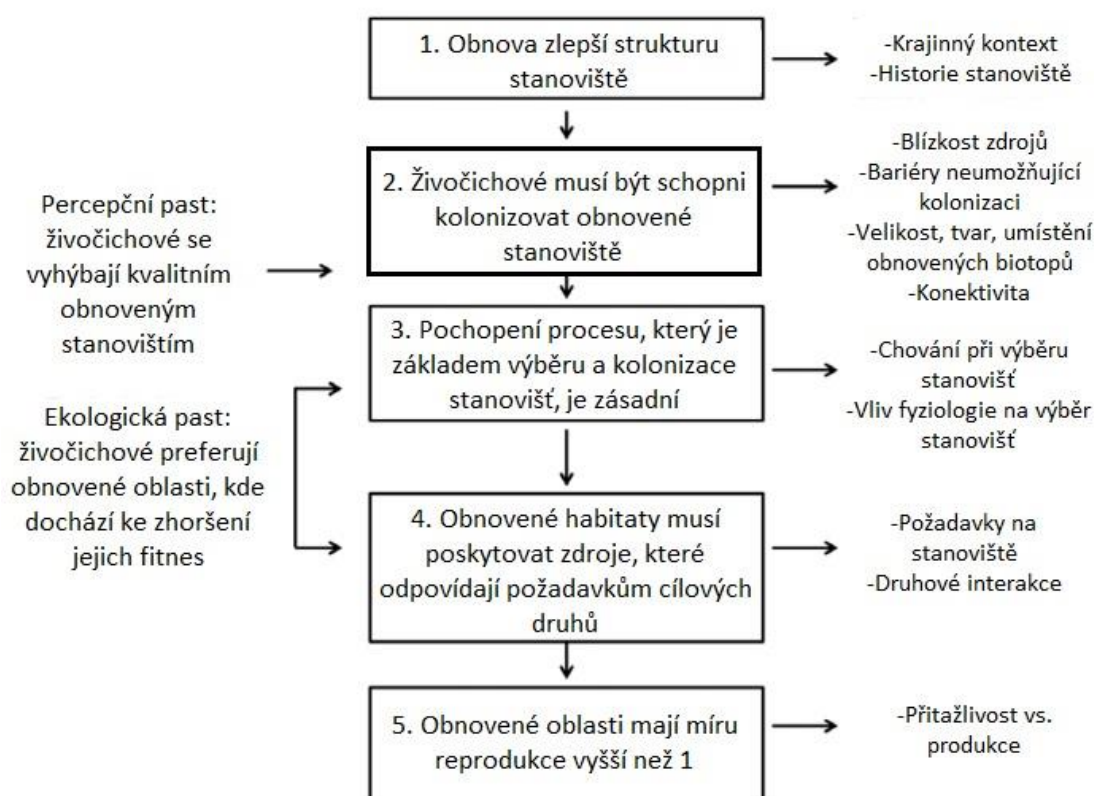 1. Obnova zlepší strukturu
stanoviště
-Krajinný kontext
-Historie stanoviště
2. Živočichové musí být schopni
kolonizovat obnovené
stanoviště
-Blízkost zdrojů
-Bariéry neumožňující
kolonizaci
-Velikost, tvar, umístění
obnovených biotopů
-Konektivita
Percepční past:
živočichové se
vyhýbají kvalitním
obnoveným
stanovištím
3. Pochopení procesu, který je
základem výběru a kolonizace
stanovišť, je zásadní
-Chování při výběru
stanovišť
-Vliv fyziologie na výběr
stanovišť
Ekologická past:
živočichové preferují
obnovené oblasti, kde
dochází ke zhoršení
jejich fitnes
4. Obnovené habitaty musí
poskytovat zdroje, které
odpovídají požadavkům cílových
druhů
-Požadavky na
stanoviště
-Druhové interakce
5. Obnovené oblasti mají míru
reprodukce vyšší než 1
-Přitažlivost vs.
produkce